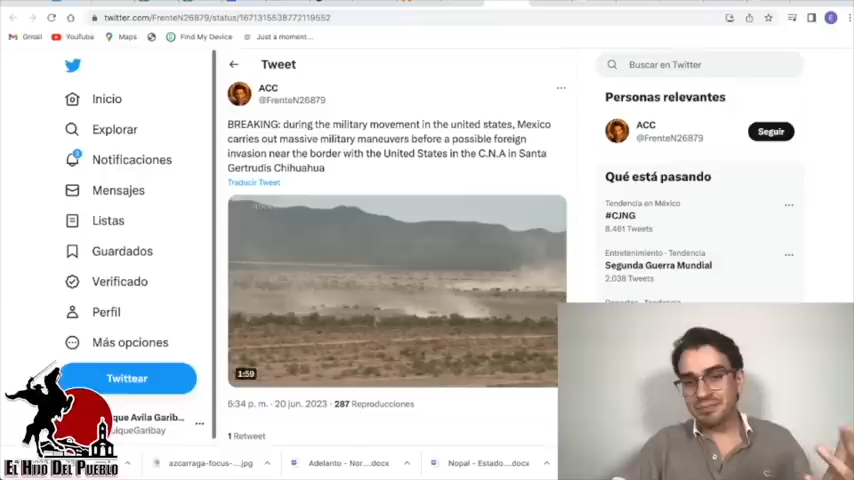 twitter.com/FrenteN26879/status/1671315538772119552
Gmail
YouTube
Maps
Find My Device
Just a moment...
Inicio
Explorar
Notificaciones
Mensajes
Listas
Guardados
Verificado
Perfil
Más opciones
Twittear
que Avila Garib...
iqueGaribay
EL HIJO DEL PUEBLO
Tweet
ACC
@FrenteN26879
BREAKING: during the military movement in the united states, Mexico
carries out massive military maneuvers before a possible foreign
invasion near the border with the United States in the C.N.A in Santa
Gertrudis Chihuahua
Traducir Tweet
1:59
6:34 p. m. · 20 jun. 2023 · 287 Reproducciones
1 Retweet
Buscar en Twitter
Personas relevantes
ACC
@FrenteN26879
Seguir
Qué está pasando
Tendencia en México
#CJNG
8.461 Tweets
Entretenimiento · Tendencia
Segunda Guerra Mundial
2.038 Tweets
azcarraga-focus-....jpg
Adelanto - Nor....docx
Nopal - Estado....docx